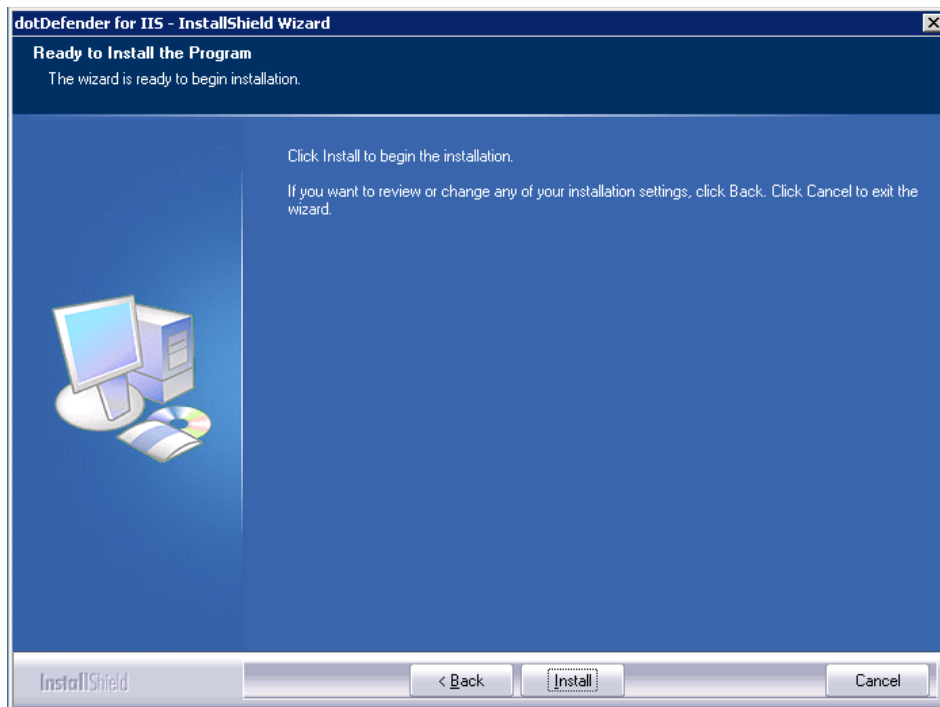 dotDefender for IIS - InstallShield Wizard
Ready to Install the Program
The wizard is ready to begin installation.
Click Install to begin the installation.
If you want to review or change any of your installation settings, click Back. Click Cancel to exit the
wizard.
InstallShield
< Back
Install
Cancel